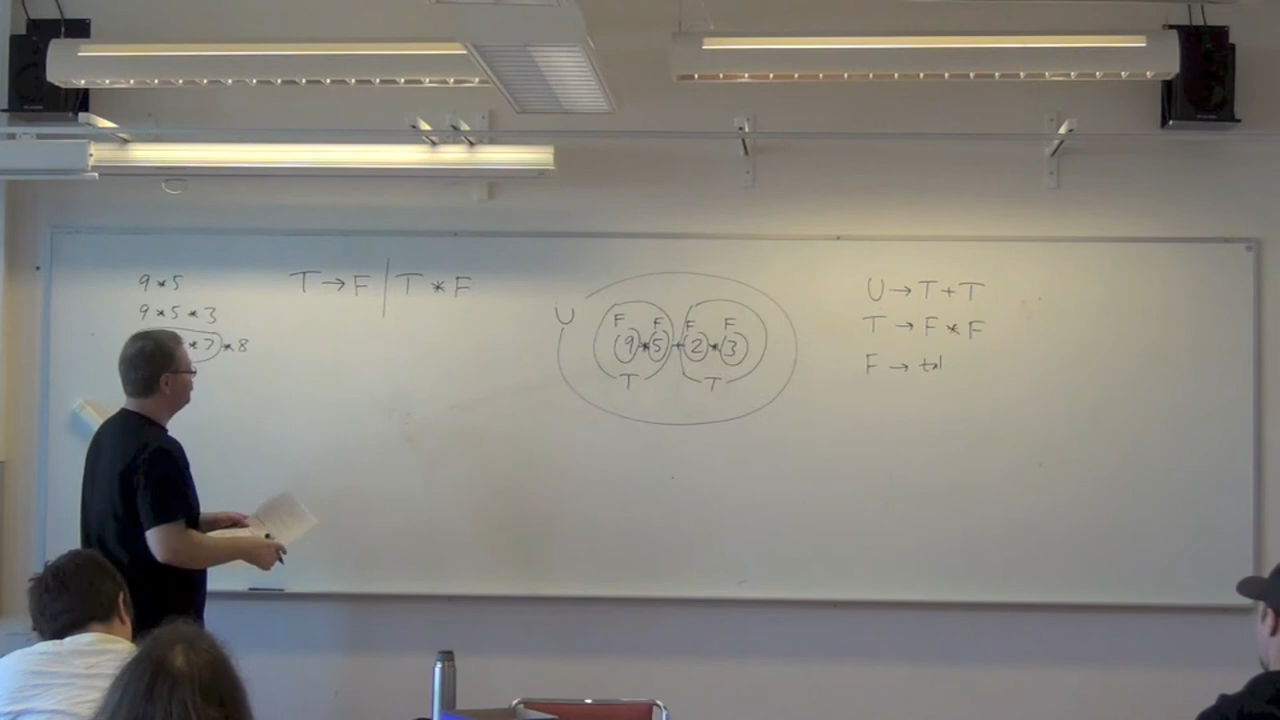 9*5
9*5*3
*7*8
T → F | T * F
U
F F F F
9*5+2*3
T T
U → T + T
T → F * F
F → tal